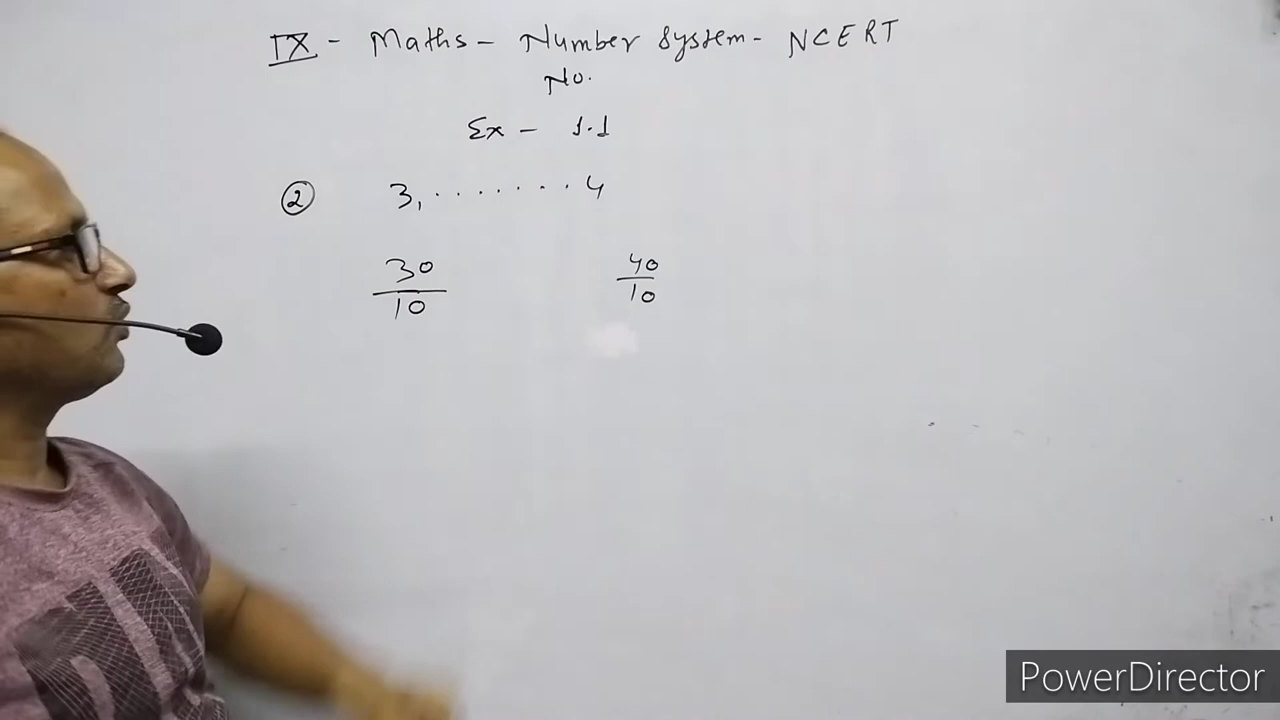 IX - Maths - Number System - NCERT
No.
Ex - 1.1
② 3, . . . . . . . 4
30/10 40/10
PowerDirector